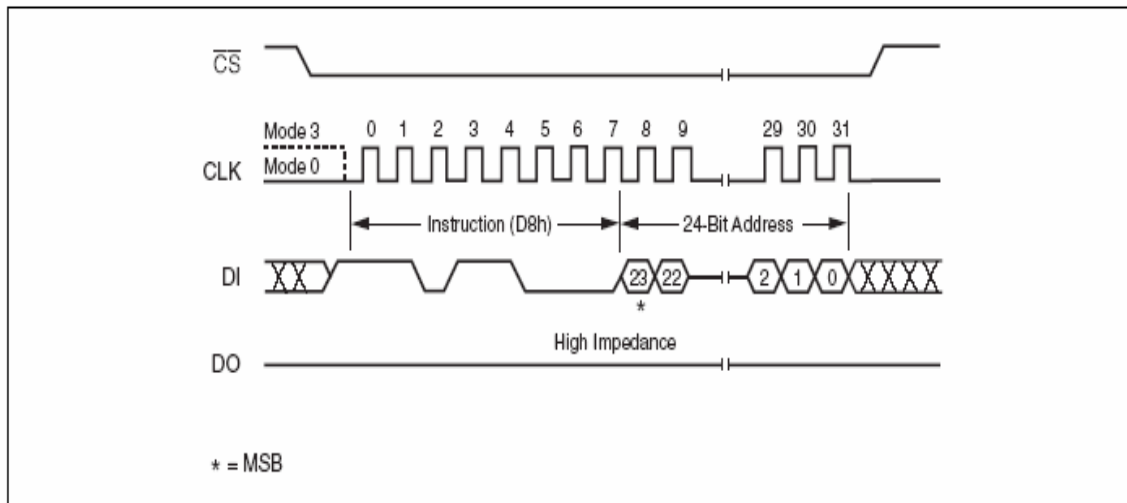 CS
Mode 3 0 1 2 3 4 5 6 7 8 9 29 30 31
CLK Mode 0
Instruction (D8h) 24-Bit Address
DI 23 22 2 1 0
*
High Impedance
DO
* = MSB